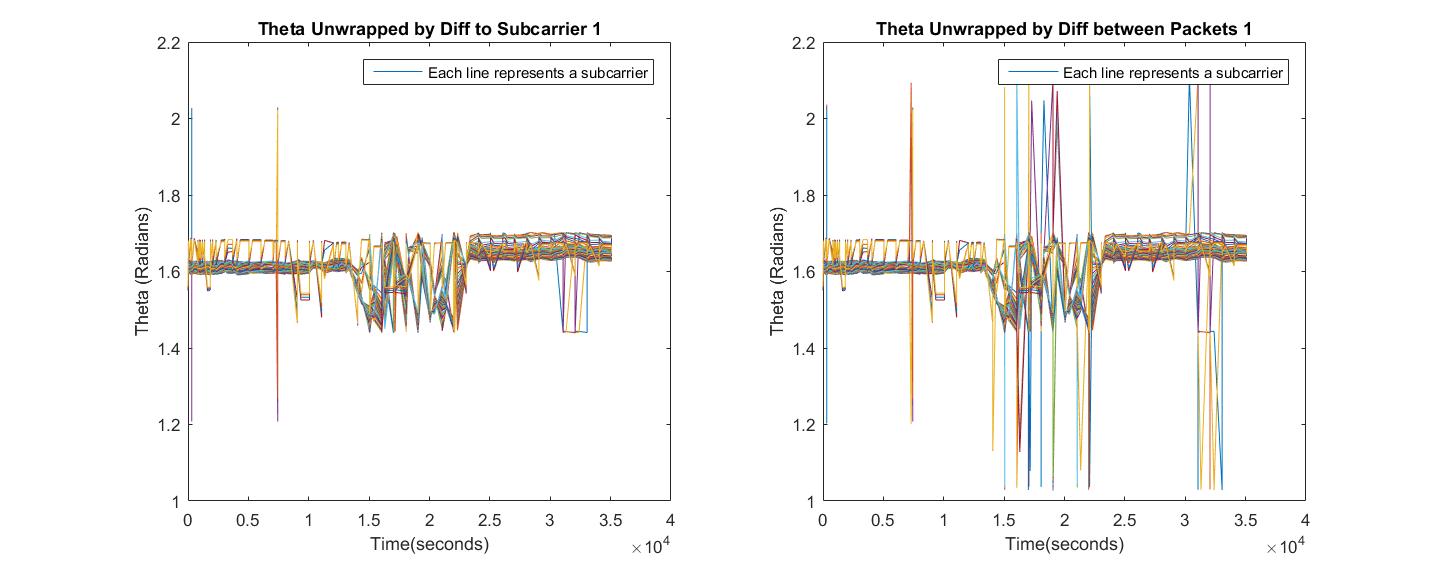 Theta Unwrapped by Diff to Subcarrier 1
Each line represents a subcarrier
2.2
2
1.8
1.6
1.4
1.2
1
Theta (Radians)
0 0.5 1 1.5 2 2.5 3 3.5 4
Time(seconds)
×10⁴
Theta Unwrapped by Diff between Packets 1
Each line represents a subcarrier
2.2
2
1.8
1.6
1.4
1.2
1
Theta (Radians)
0 0.5 1 1.5 2 2.5 3 3.5 4
Time(seconds)
×10⁴